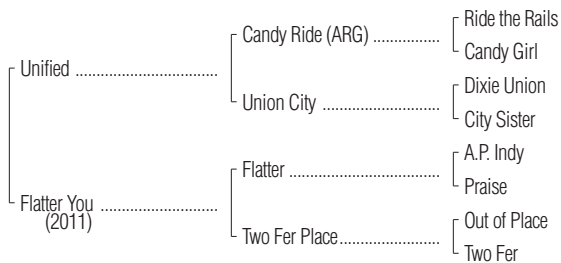 Ride the Rails
Candy Ride (ARG) ................
Candy Girl
Unified ..................................
Dixie Union
Union City ............................
City Sister
A.P. Indy
Flatter ....................................
Praise
Flatter You ............................
(2011)
Out of Place
Two Fer Place........................
Two Fer